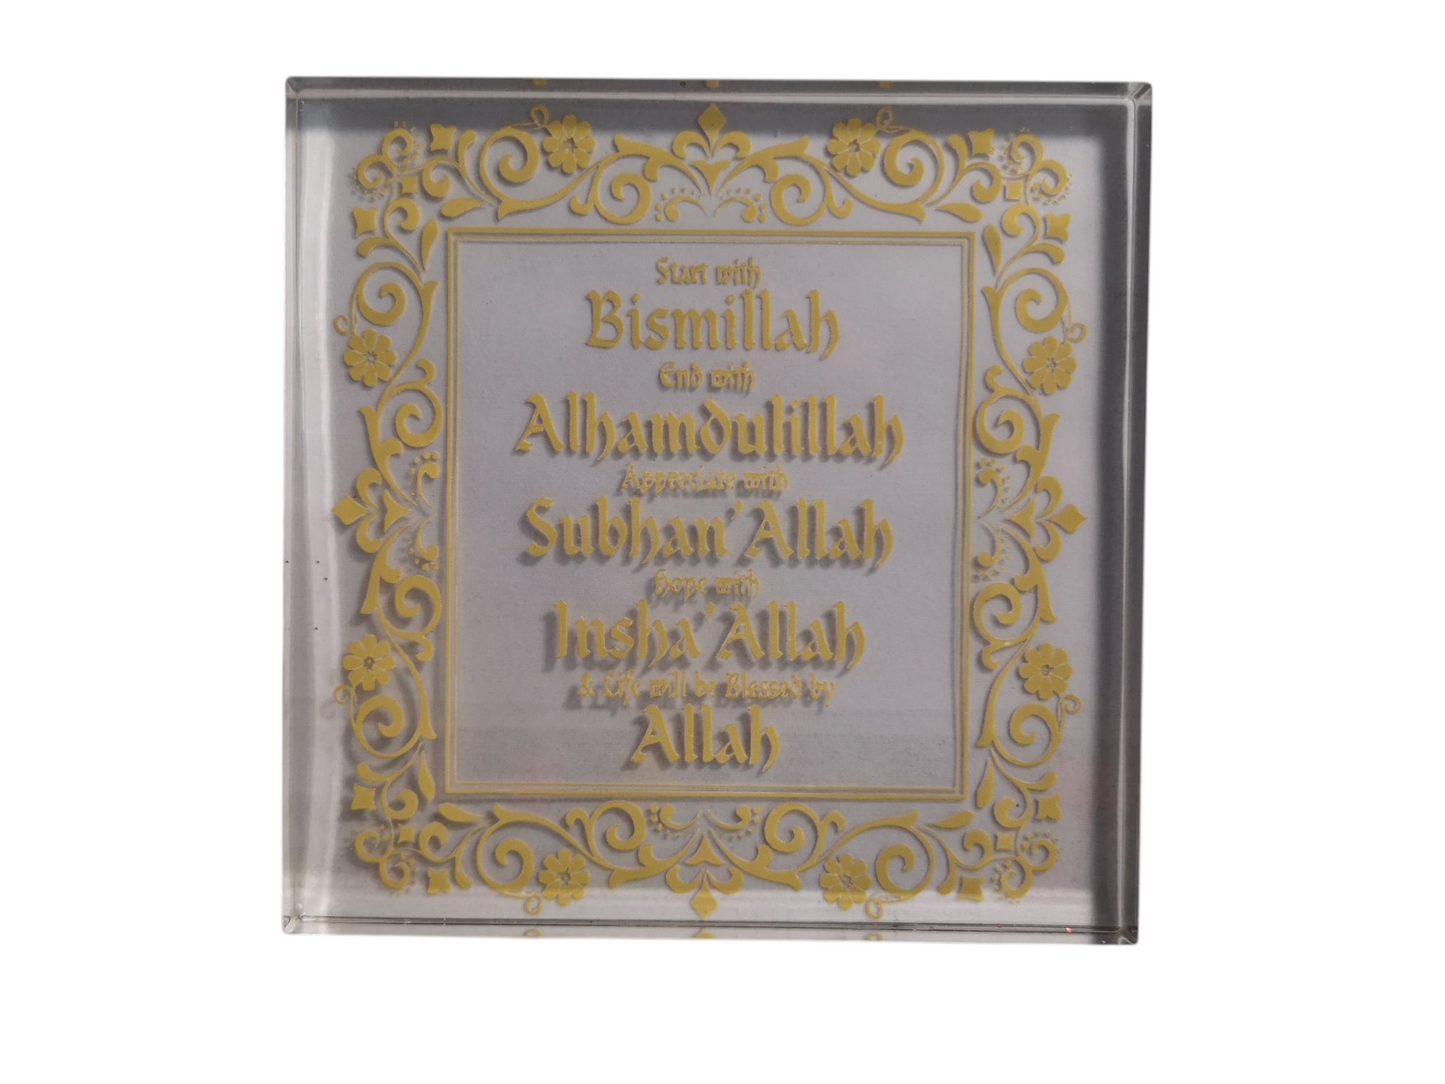 Start with
Bismillah
End with
Alhamdulillah
Appreciate with
Subhan'Allah
Hope with
Insha'Allah
& Life will be Blessed by
Allah